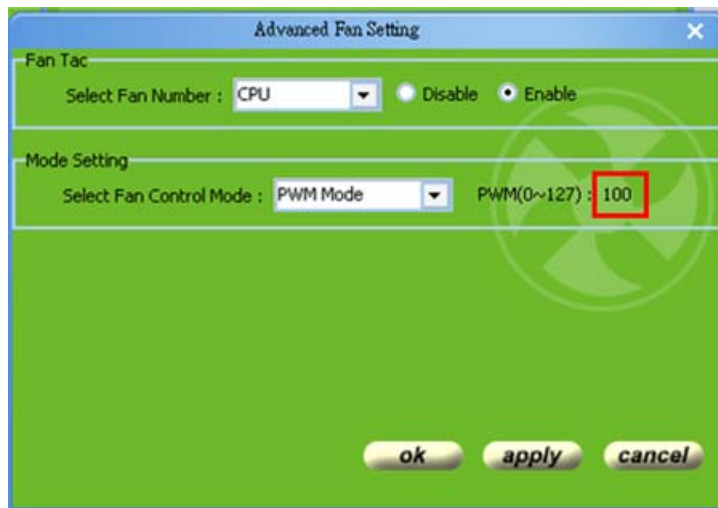 Advanced Fan Setting
Fan Tac
Select Fan Number : CPU Disable Enable
Mode Setting
Select Fan Control Mode : PWM Mode PWM(0~127) : 100
ok apply cancel